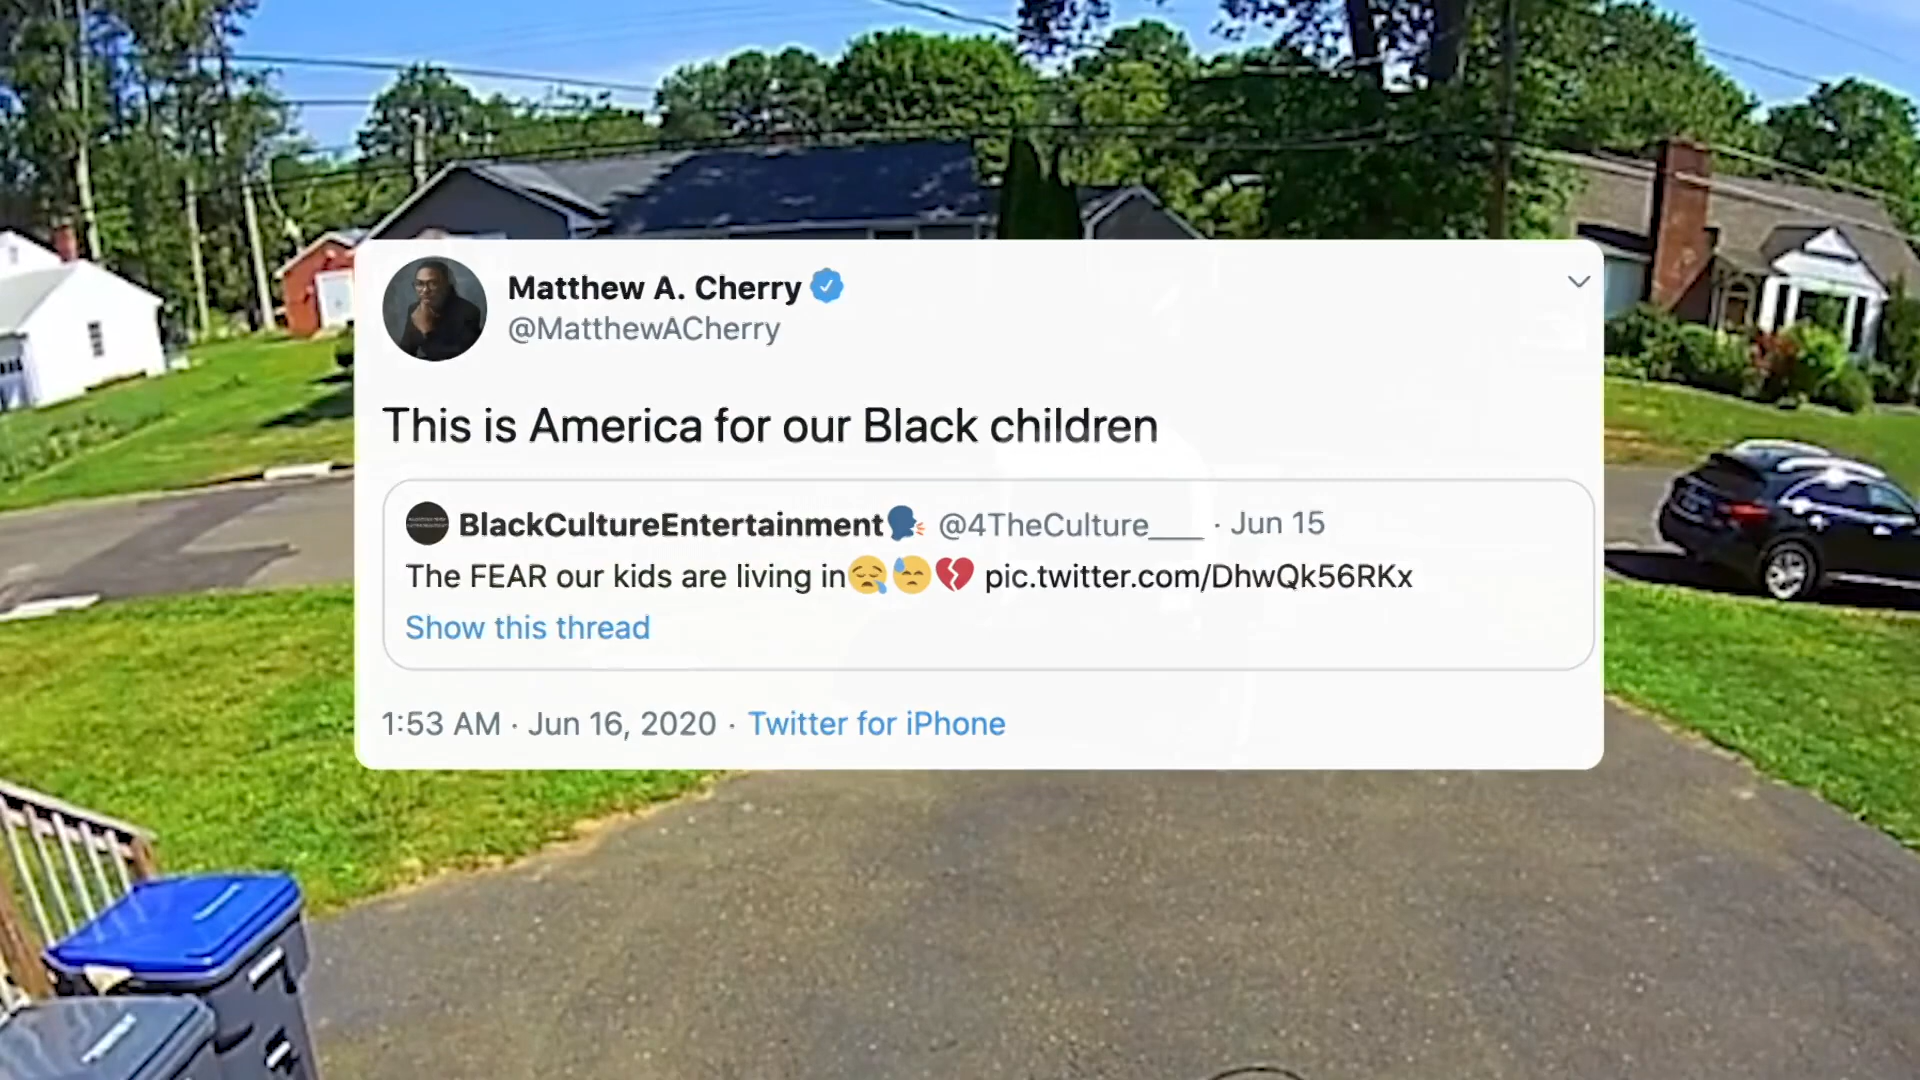 Matthew A. Cherry
@MatthewACherry
This is America for our Black children
BlackCultureEntertainment🗣️ @4TheCulture____ · Jun 15
The FEAR our kids are living in😪😓💔 pic.twitter.com/DhwQk56RKx
Show this thread
1:53 AM · Jun 16, 2020 · Twitter for iPhone